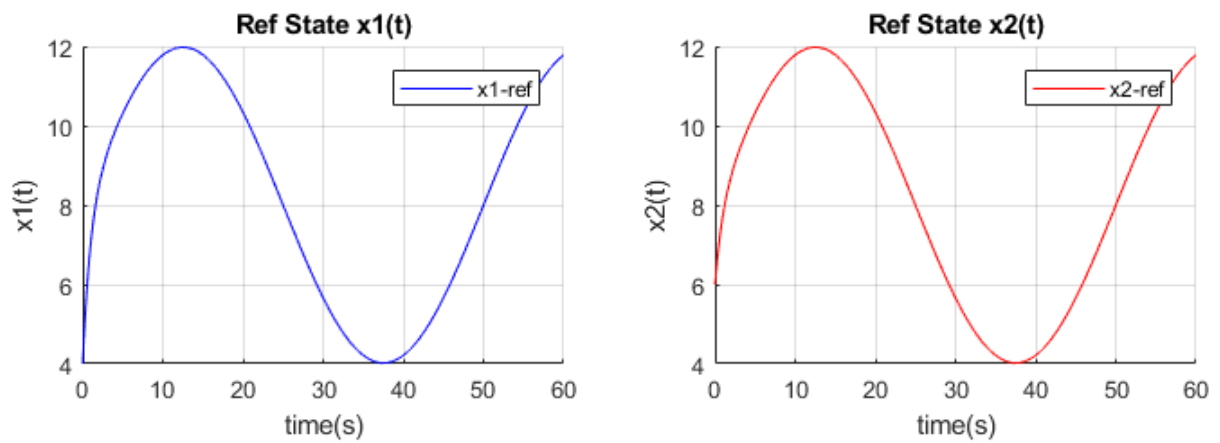 Ref State x1(t)
12
10
8
6
4
x1(t)
x1-ref
0 10 20 30 40 50 60
time(s)
Ref State x2(t)
12
10
8
6
4
x2(t)
x2-ref
0 10 20 30 40 50 60
time(s)